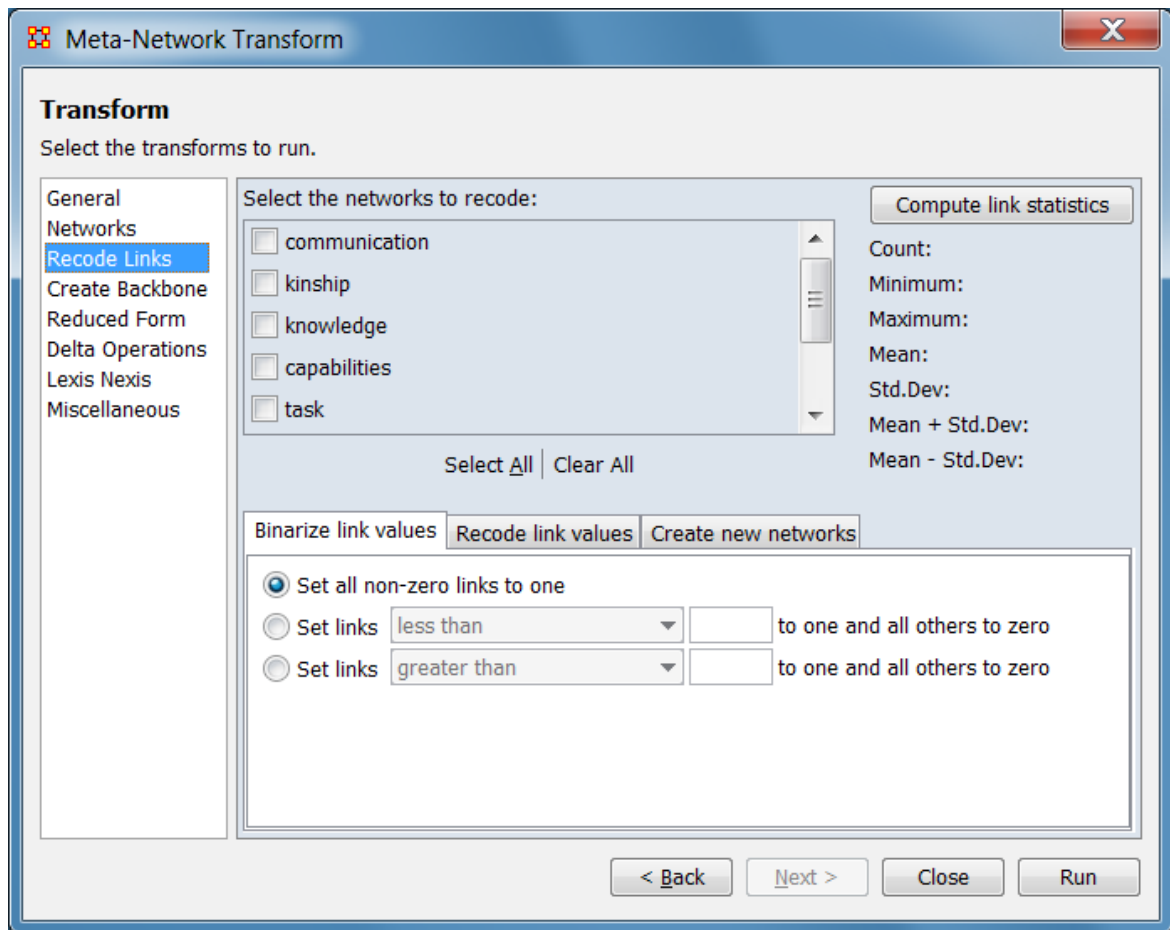 Meta-Network Transform
X
Transform
Select the transforms to run.
General
Networks
Recode Links
Create Backbone
Reduced Form
Delta Operations
Lexis Nexis
Miscellaneous
Select the networks to recode:
communication
kinship
knowledge
capabilities
task
Select All | Clear All
Compute link statistics
Count:
Minimum:
Maximum:
Mean:
Std.Dev:
Mean + Std.Dev:
Mean - Std.Dev:
Binarize link values Recode link values Create new networks
Set all non-zero links to one
Set links less than to one and all others to zero
Set links greater than to one and all others to zero
< Back Next > Close Run